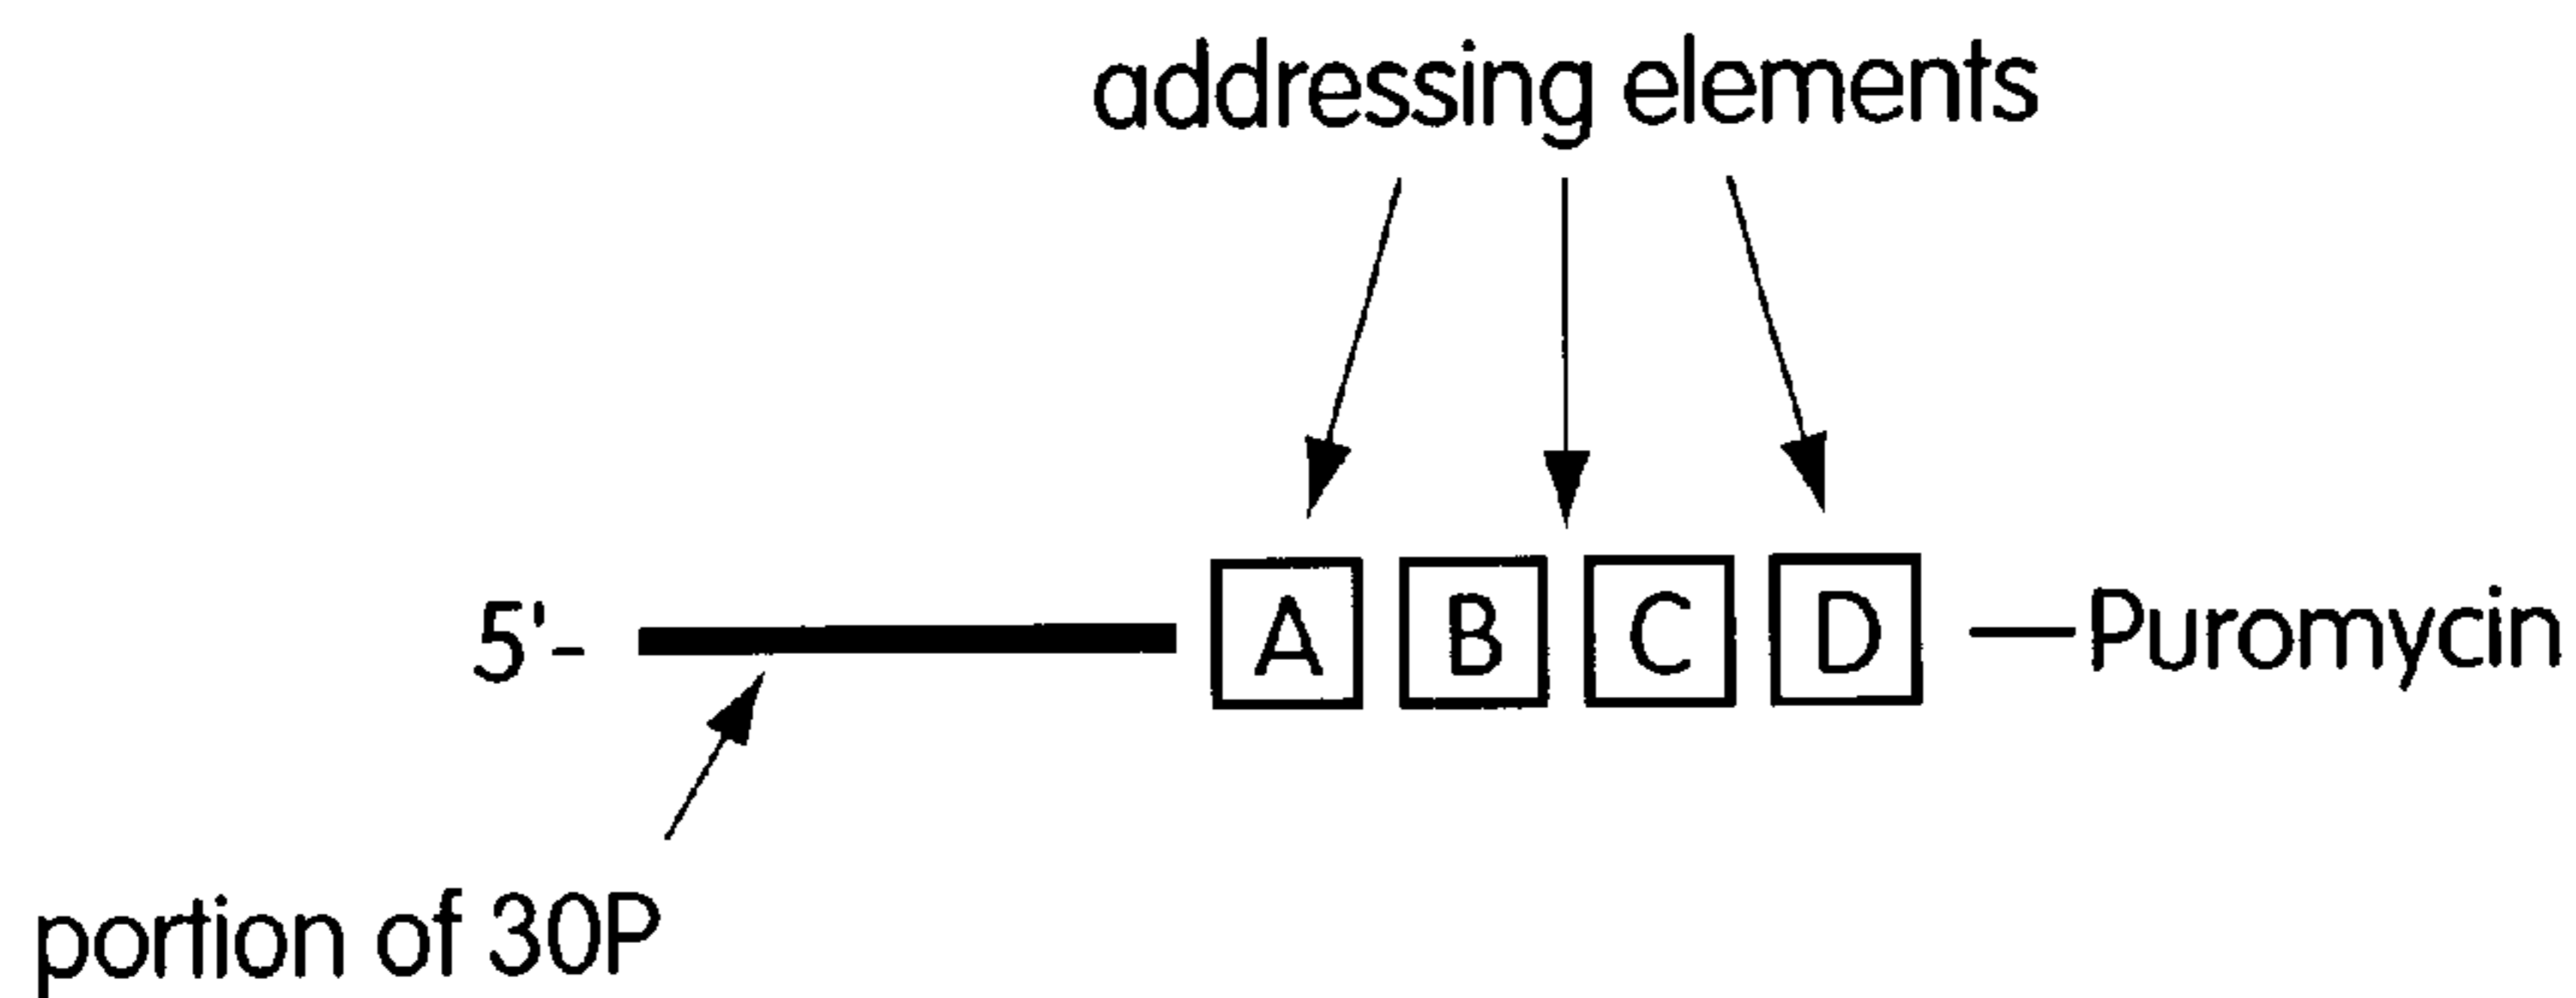 addressing elements
5'- A B C D —Puromycin
portion of 30P